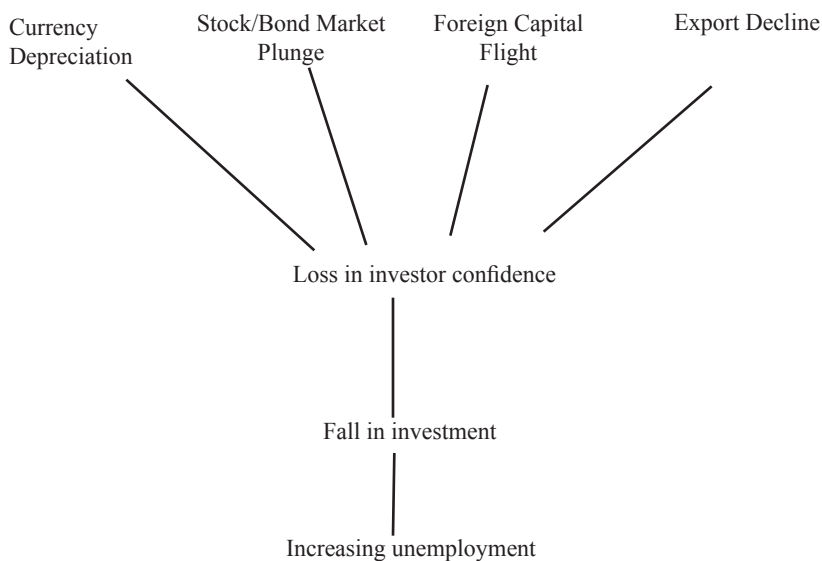 Currency
Depreciation
Stock/Bond Market
Plunge
Foreign Capital
Flight
Export Decline
Loss in investor confidence
Fall in investment
Increasing unemployment